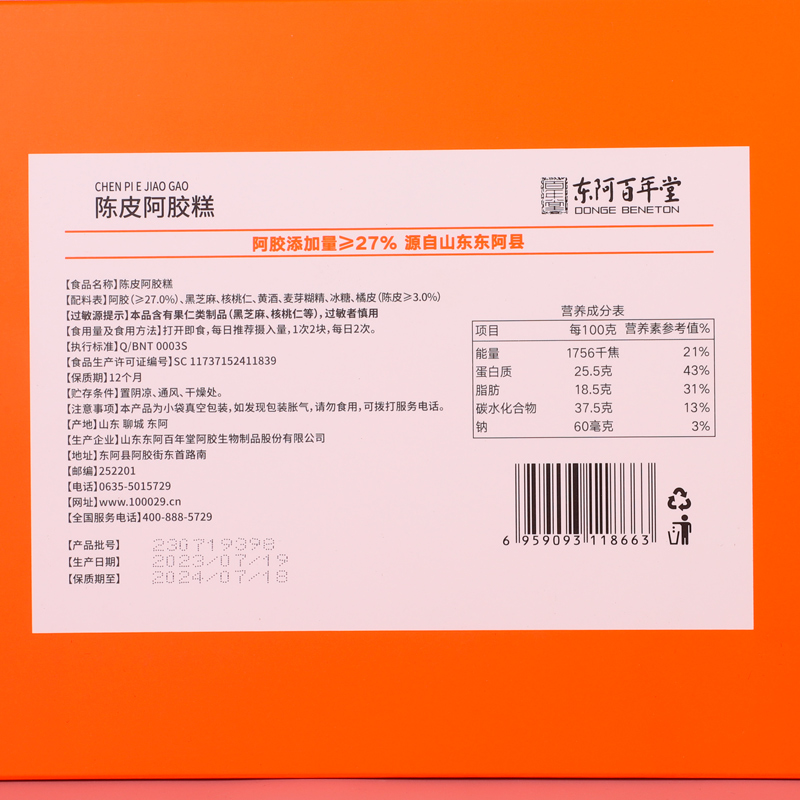 CHEN PI E JIAO GAO
陈皮阿胶糕
东阿百年堂
DONGE BENETON
阿胶添加量≥27% 源自山东东阿县
【食品名称】陈皮阿胶糕
【配料表】阿胶(≥27.0%)、黑芝麻、核桃仁、黄酒、麦芽糊精、冰糖、橘皮(陈皮≥3.0%)
【过敏源提示】本品含有果仁类制品(黑芝麻、核桃仁等),过敏者慎用
【食用量及食用方法】打开即食,每日推荐摄入量,1次2块,每日2次。
【执行标准】Q/BNT 0003S
【食品生产许可证编号】SC 11737152411839
【保质期】12个月
【贮存条件】置阴凉、通风、干燥处。
【注意事项】本产品为小袋真空包装,如发现包装胀气,请勿食用,可拨打服务电话。
【产地】山东 聊城 东阿
【生产企业】山东东阿百年堂阿胶生物制品股份有限公司
【地址】东阿县阿胶街东首路南
【邮编】252201
【电话】0635-5015729
【网址】www.100029.cn
【全国服务电话】400-888-5729
【产品批号】 23G719398
【生产日期】 2023/07/19
【保质期至】 2024/07/18
营养成分表
项目 每100克 营养素参考值%
能量 1756千焦 21%
蛋白质 25.5克 43%
脂肪 18.5克 31%
碳水化合物 37.5克 13%
钠 60毫克 3%
6 959093 118663